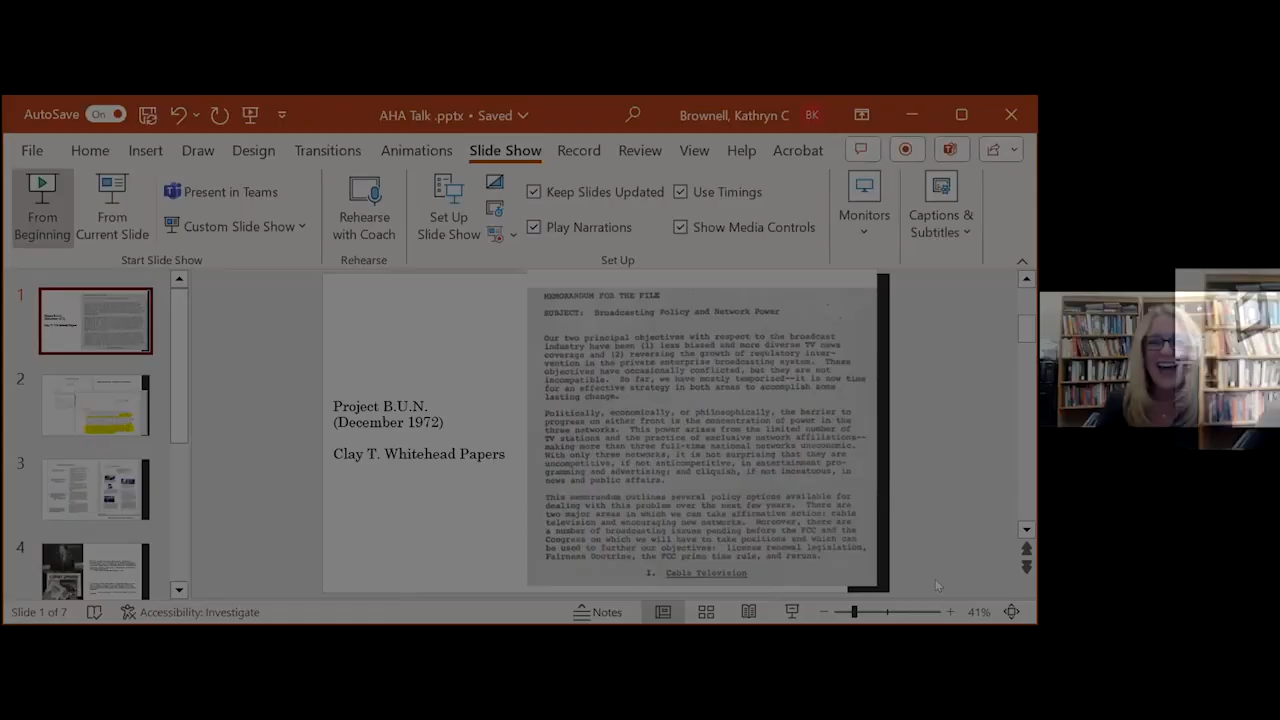 AutoSave On
AHA Talk .pptx • Saved
Brownell, Kathryn C BK
File Home Insert Draw Design Transitions Animations Slide Show Record Review View Help Acrobat
From Beginning
From Current Slide
Present in Teams
Custom Slide Show
Start Slide Show
Rehearse with Coach
Rehearse
Set Up Slide Show
Keep Slides Updated
Use Timings
Play Narrations
Show Media Controls
Set Up
Monitors
Captions & Subtitles
1
2
3
4
Project B.U.N.
(December 1972)
Clay T. Whitehead Papers
MEMORANDUM FOR THE FILE
SUBJECT: Broadcasting Policy and Network Power
Our two principal objectives with respect to the broadcast
industry have been (1) less biased and more diverse TV news
coverage and (2) reversing the growth of regulatory inter-
vention in the private enterprise broadcasting system. These
objectives have occasionally conflicted, but they are not
incompatible. So far, we have mostly temporized--it is now time
for an effective strategy in both areas to accomplish some
lasting change.
Politically, economically, or philosophically, the barrier to
progress on either front is the concentration of power in the
three networks. This power arises from the limited number of
TV stations and the practice of exclusive network affiliations--
making more than three full-time national networks uneconomic.
With only three networks, it is not surprising that they are
uncompetitive, if not anticompetitive, in entertainment pro-
gramming and advertising; and cliquish, if not incestuous, in
news and public affairs.
This memorandum outlines several policy options available for
dealing with this problem over the next few years. There are
two major areas in which we can take affirmative action: cable
television and encouraging new networks. Moreover, there are
a number of broadcasting issues pending before the FCC and the
Congress on which we will have to take positions and which can
be used to further our objectives: license renewal legislation,
Fairness Doctrine, the FCC prime time rule, and reruns.
I. Cable Television
Slide 1 of 7
Accessibility: Investigate
Notes
41%